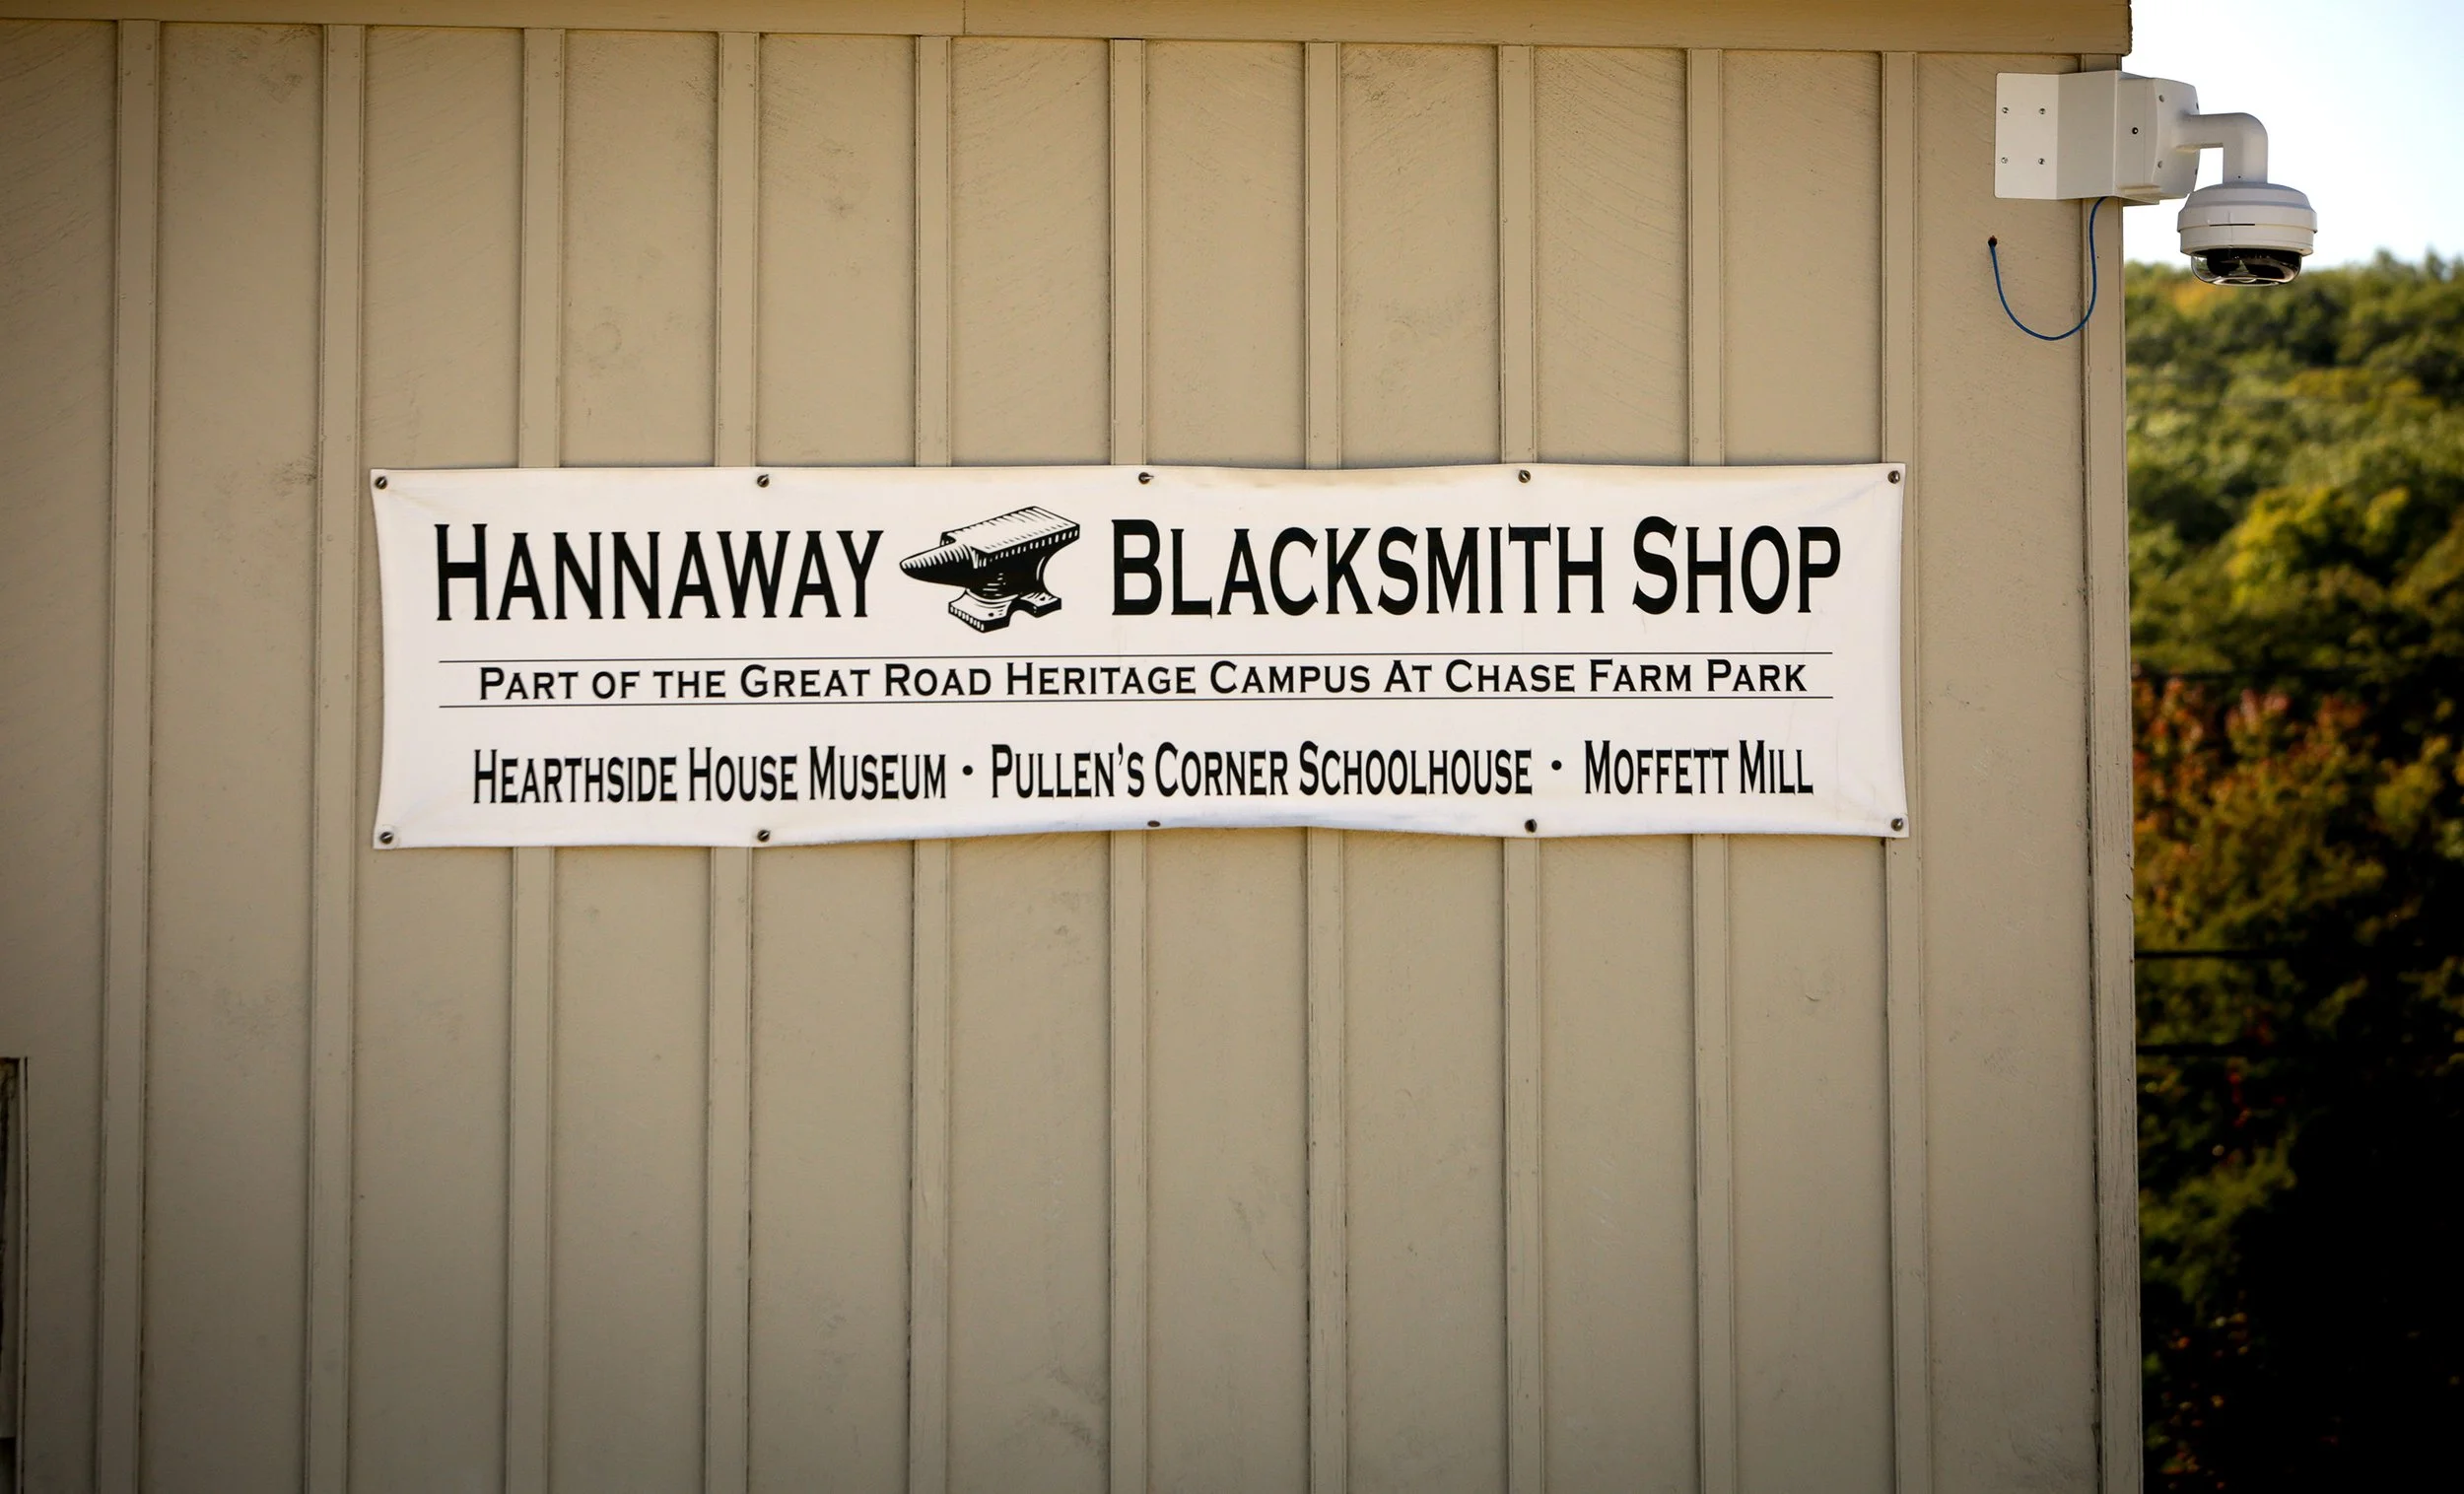 HANNAWAY BLACKSMITH SHOP
PART OF THE GREAT ROAD HERITAGE CAMPUS AT CHASE FARM PARK
HEARTHSIDE HOUSE MUSEUM • PULLEN'S CORNER SCHOOLHOUSE • MOFFETT MILL